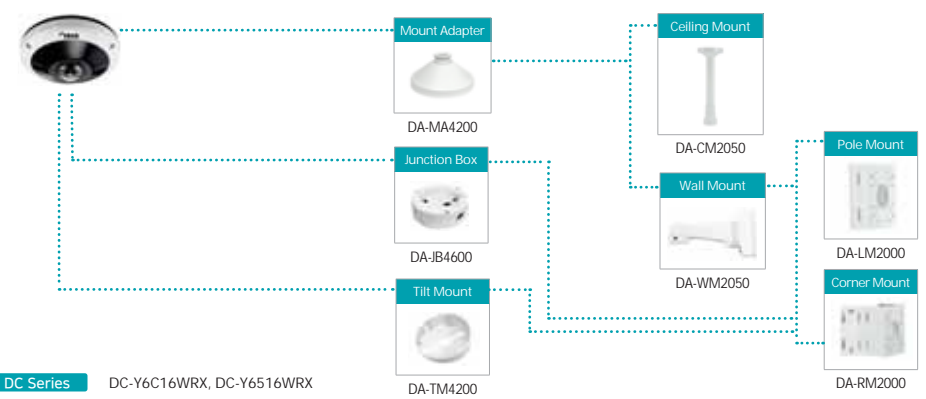 Mount Adapter
DA-MA4200
Ceiling Mount
DA-CM2050
Junction Box
DA-JB4600
Wall Mount
DA-WM2050
Pole Mount
DA-LM2000
Tilt Mount
DA-TM4200
Corner Mount
DA-RM2000
DC Series DC-Y6C16WRX, DC-Y6516WRX